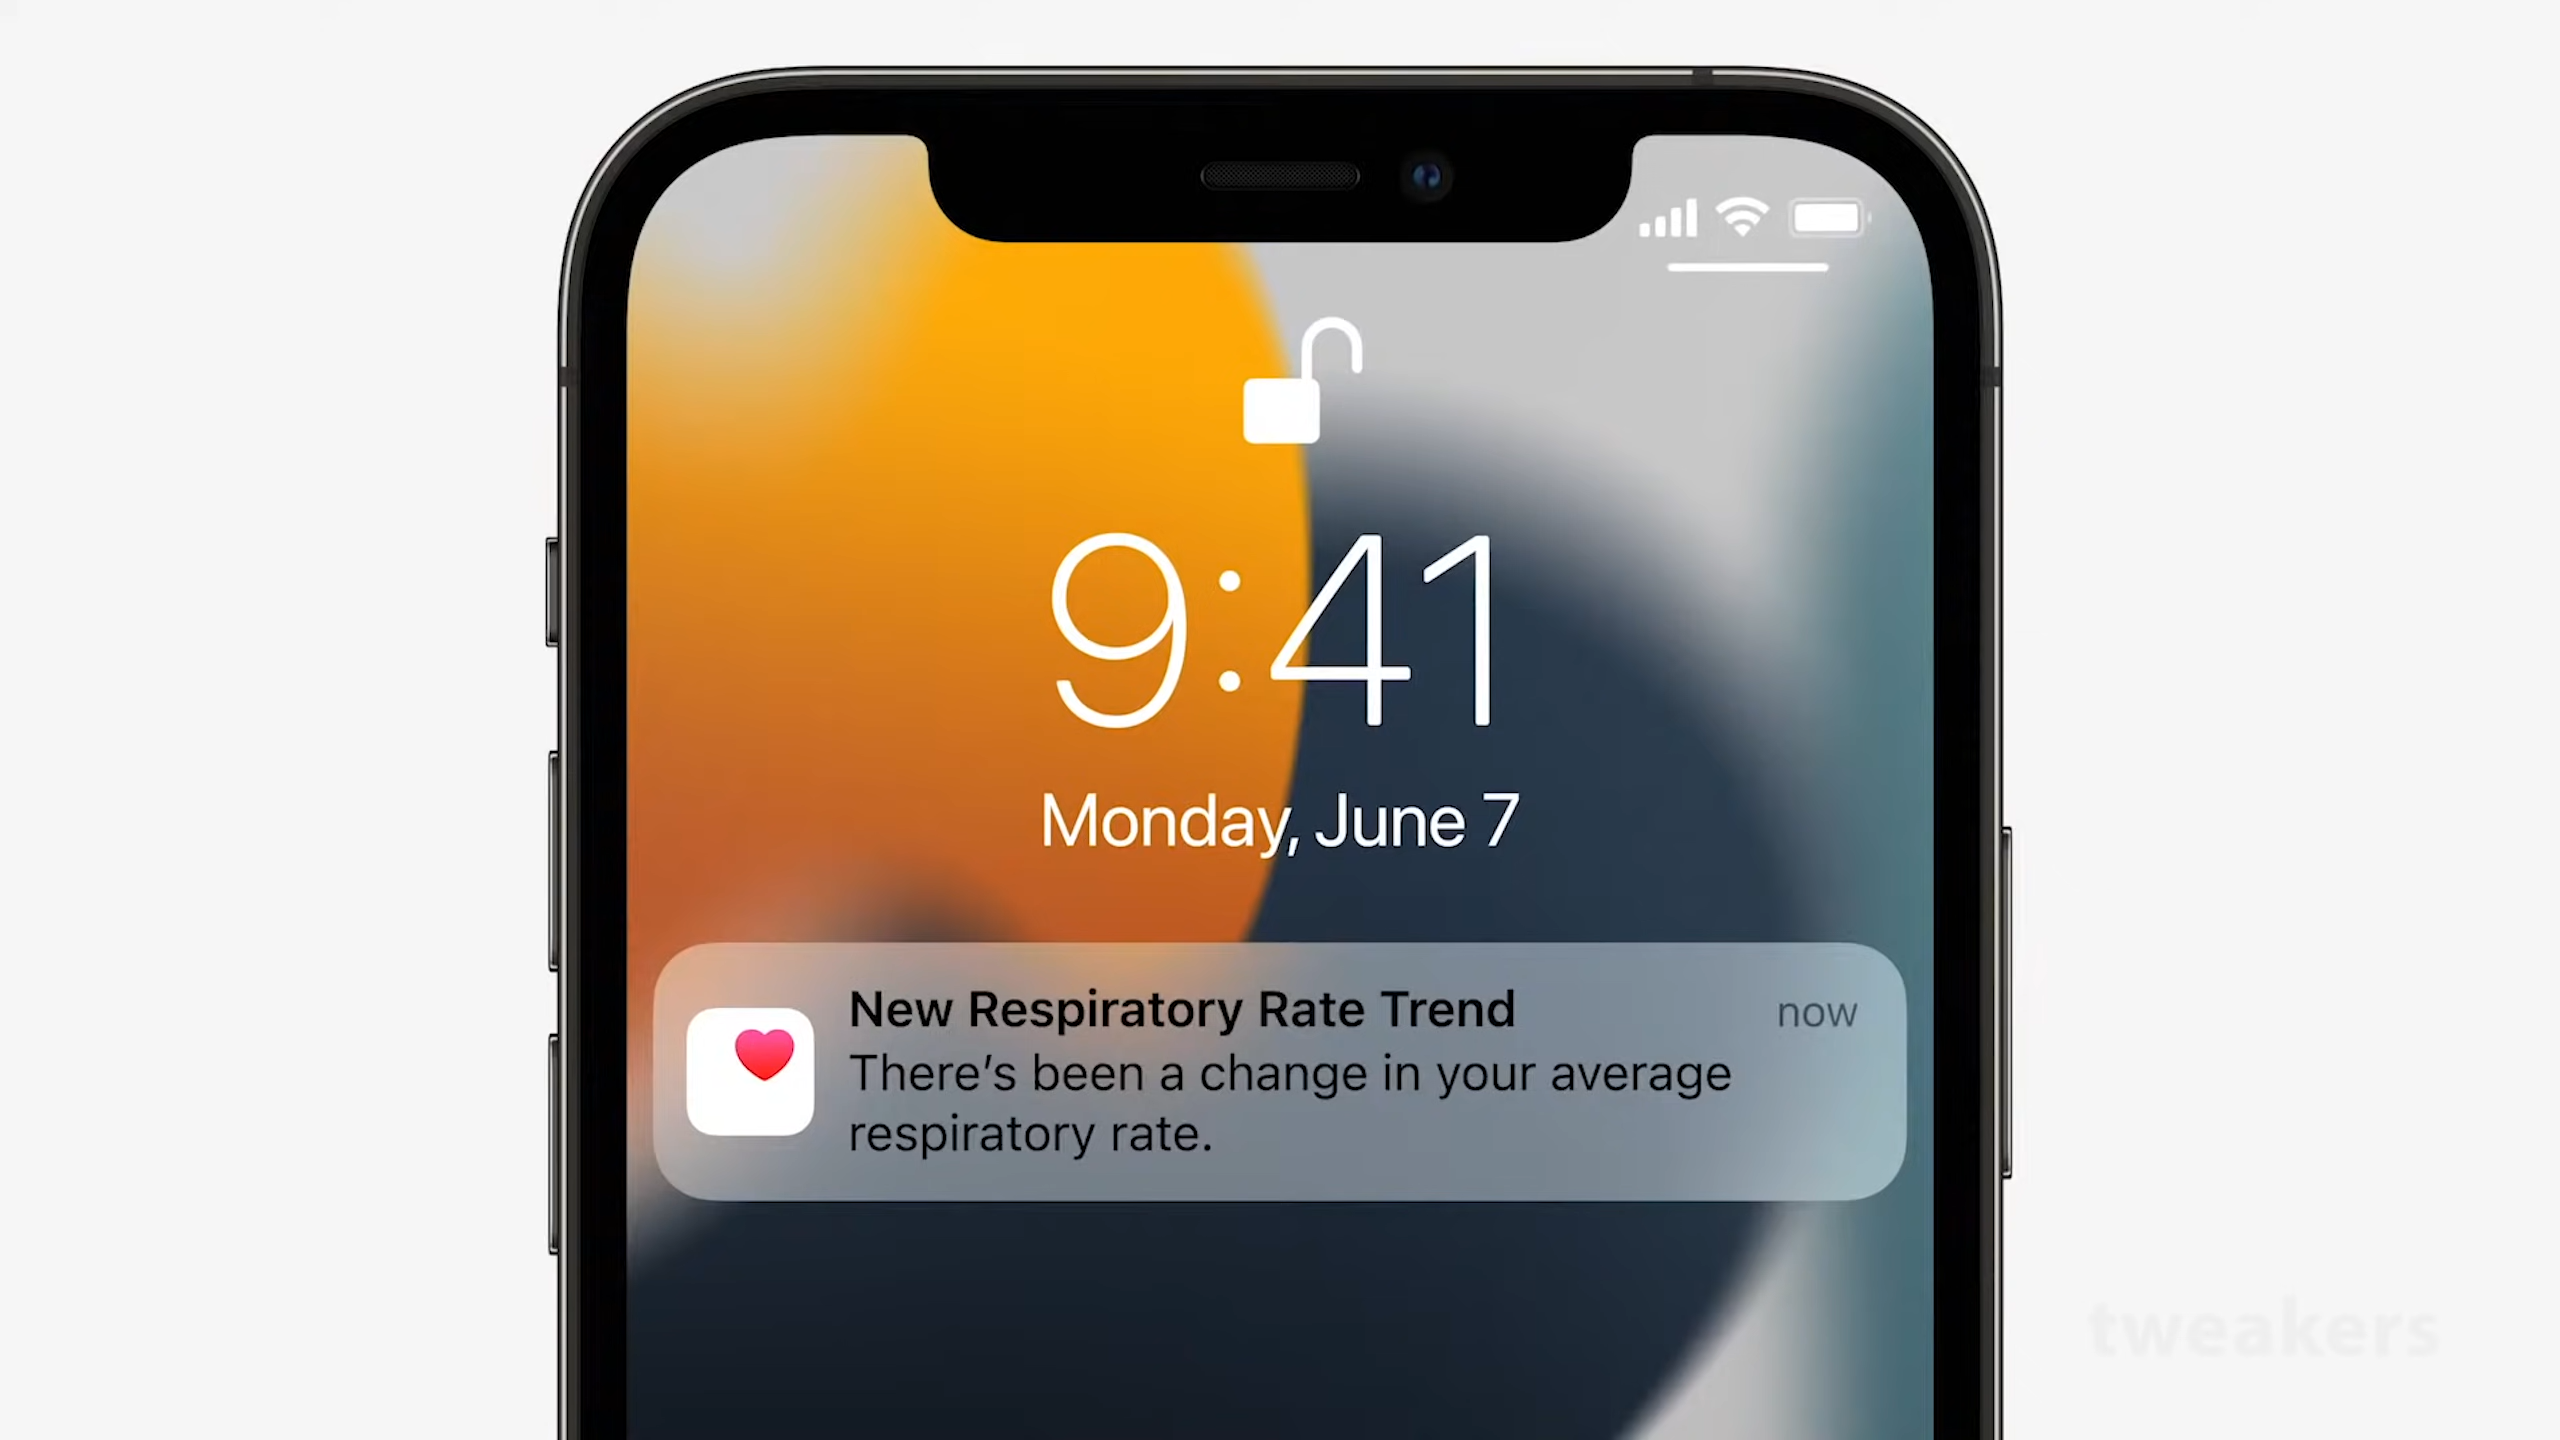 9:41
Monday, June 7
New Respiratory Rate Trend
now
There's been a change in your average
respiratory rate.
tweakers